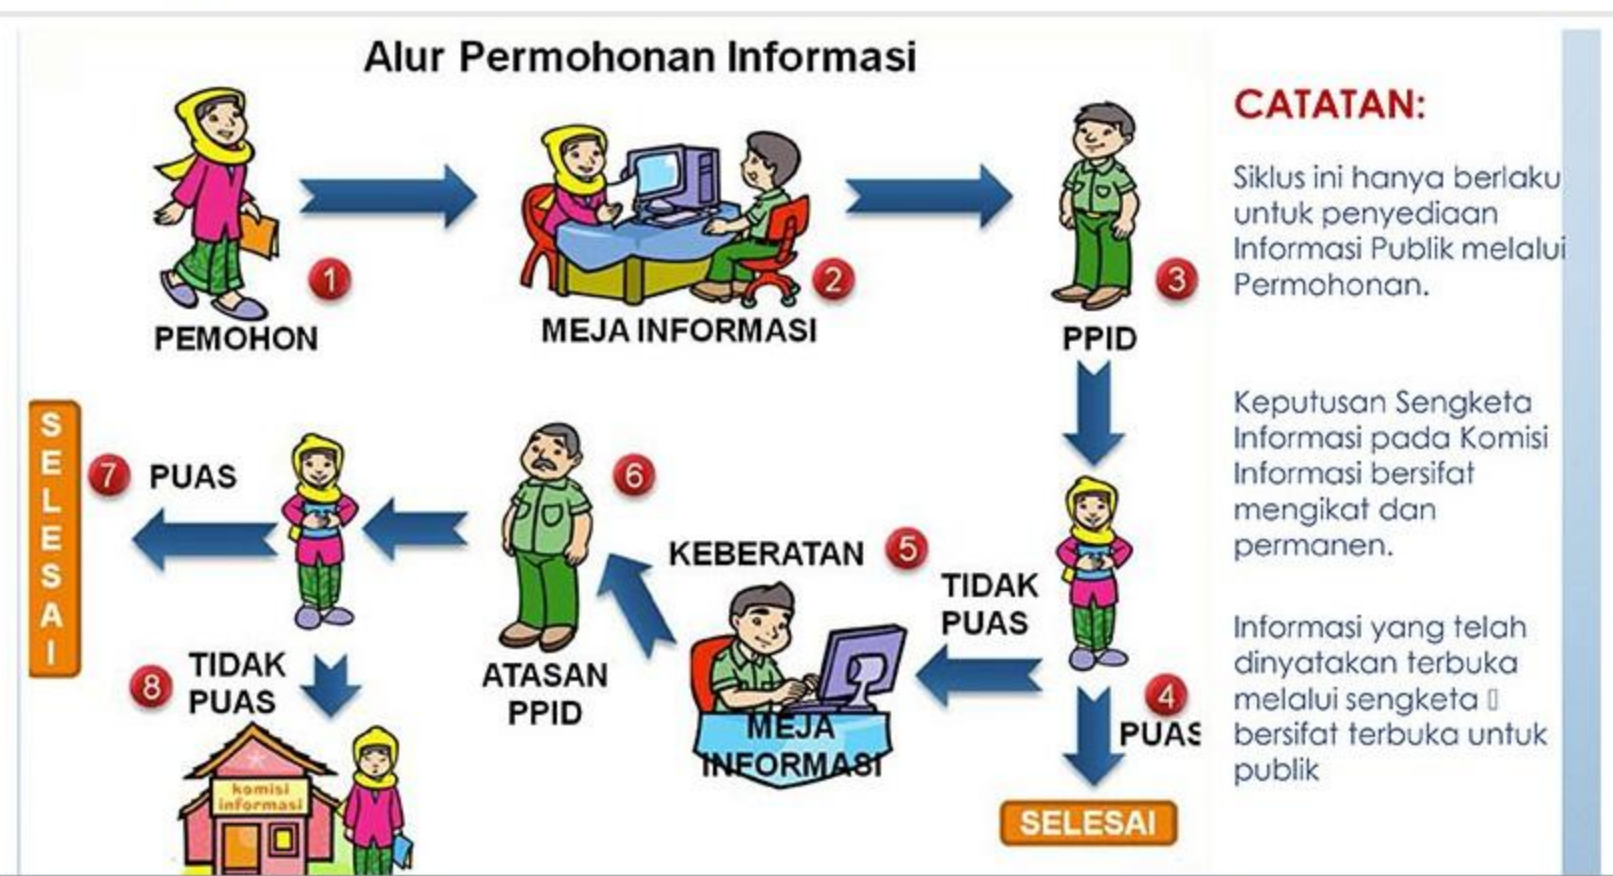 Alur Permohonan Informasi
1
PEMOHON
2
MEJA INFORMASI
3
PPID
4
PUAS
SELESAI
TIDAK
PUAS
5
KEBERATAN
MEJA
INFORMASI
6
ATASAN
PPID
7
PUAS
SELESAI
8
TIDAK
PUAS
komisi
informasi
CATATAN:
Siklus ini hanya berlaku
untuk penyediaan
Informasi Publik melalui
Permohonan.
Keputusan Sengketa
Informasi pada Komisi
Informasi bersifat
mengikat dan
permanen.
Informasi yang telah
dinyatakan terbuka
melalui sengketa ▯
bersifat terbuka untuk
publik